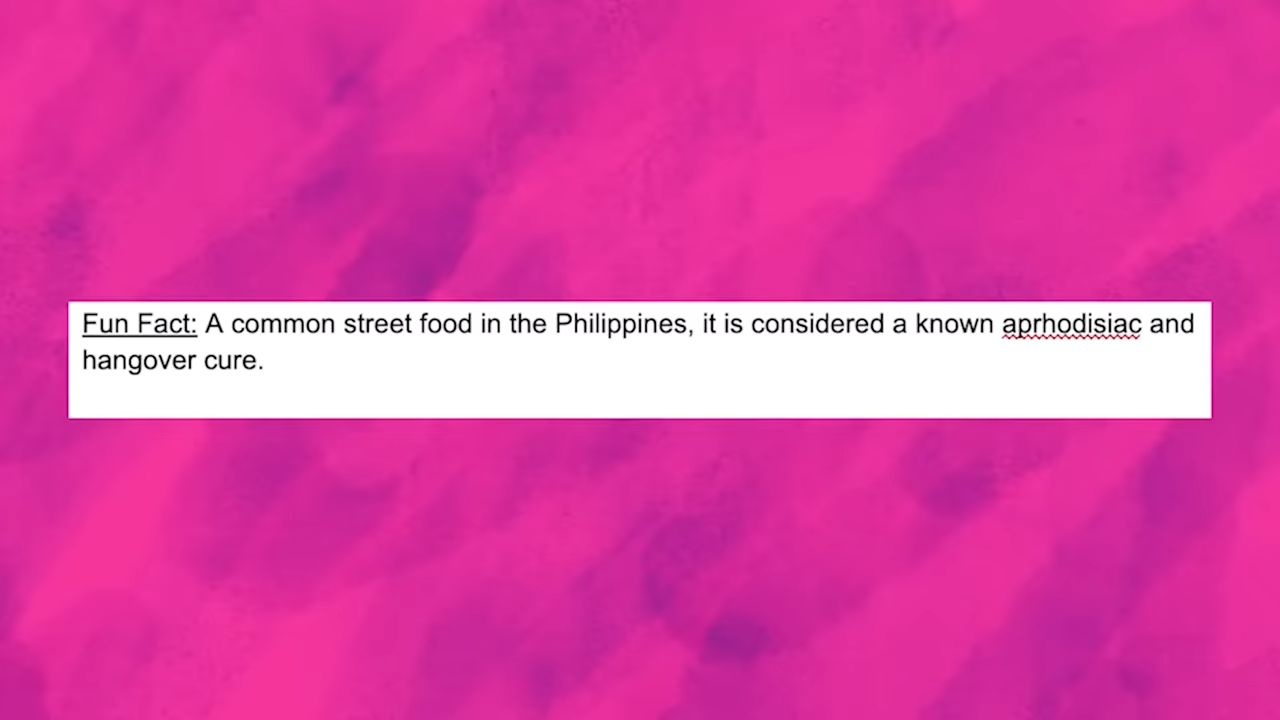 Fun Fact: A common street food in the Philippines, it is considered a known aprhodisiac and
hangover cure.